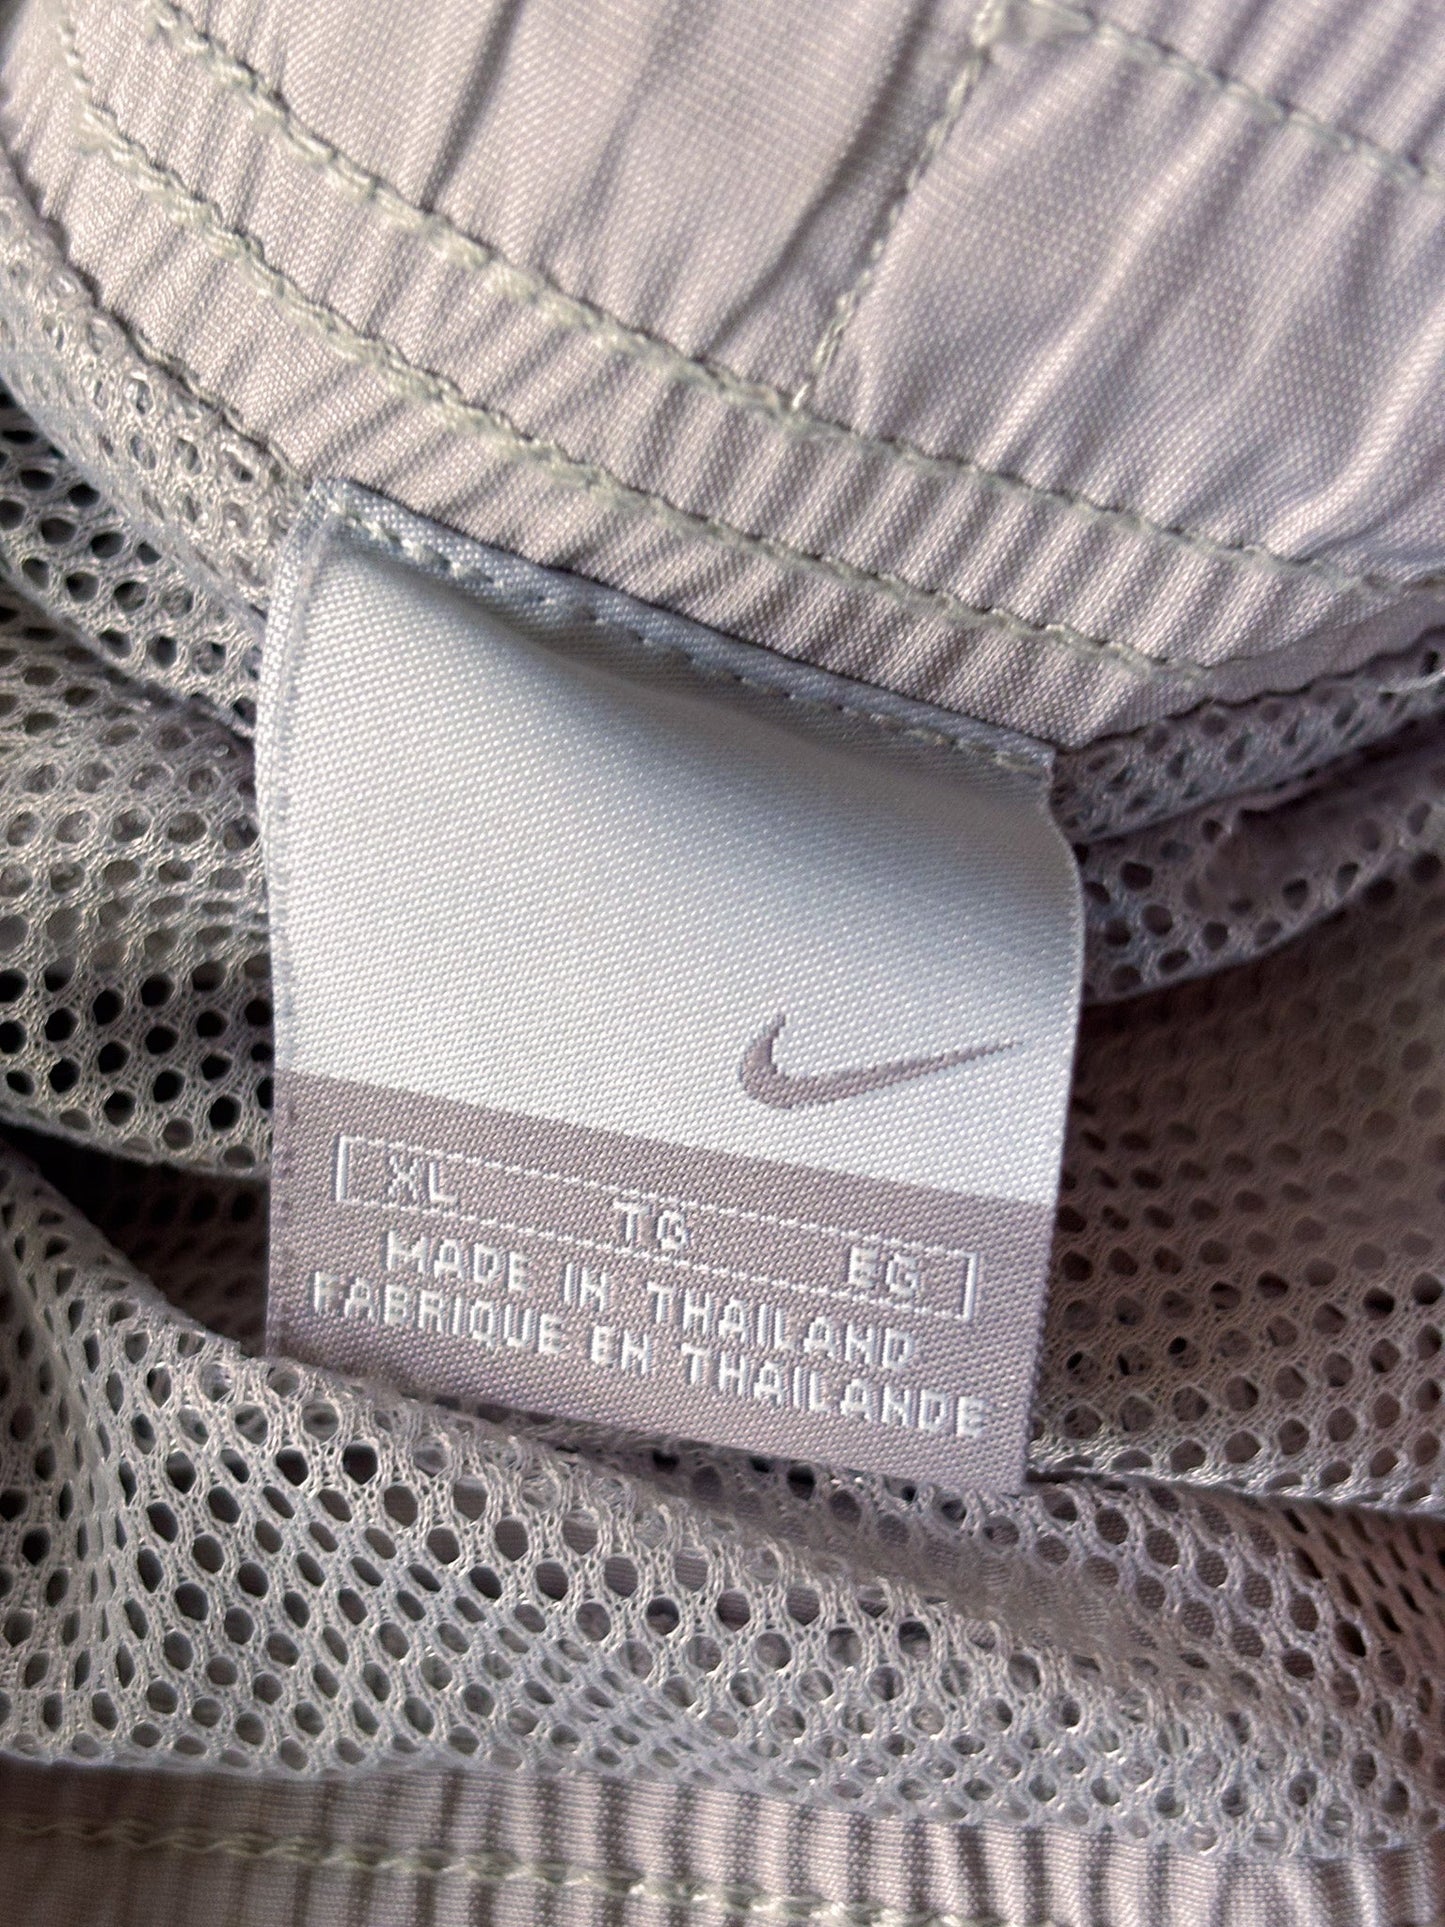 XL TG EG
MADE IN THAILAND
FABRIQUE EN THAILANDE